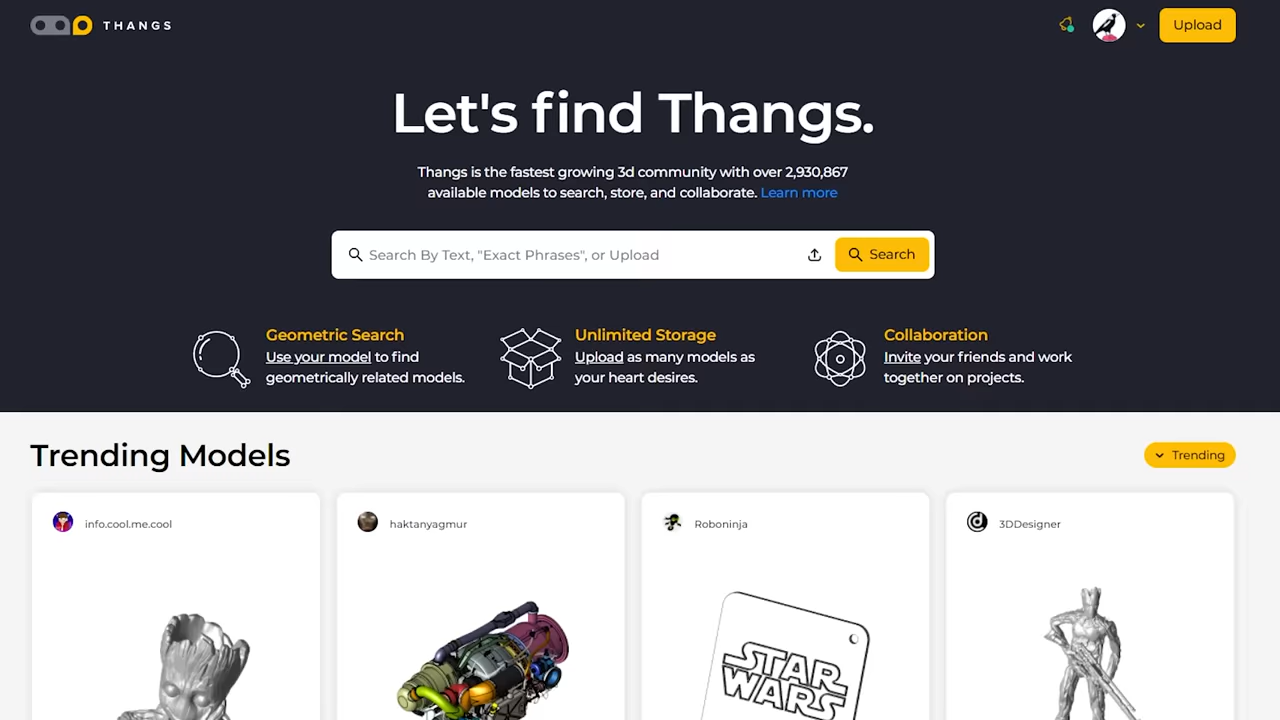 THANGS
Upload
Let's find Thangs.
Thangs is the fastest growing 3d community with over 2,930,867
available models to search, store, and collaborate. Learn more
Search By Text, "Exact Phrases", or Upload
Search
Geometric Search
Use your model to find
geometrically related models.
Unlimited Storage
Upload as many models as
your heart desires.
Collaboration
Invite your friends and work
together on projects.
Trending Models
Trending
info.cool.me.cool
haktanyagmur
Roboninja
3DDesigner
STAR
WARS